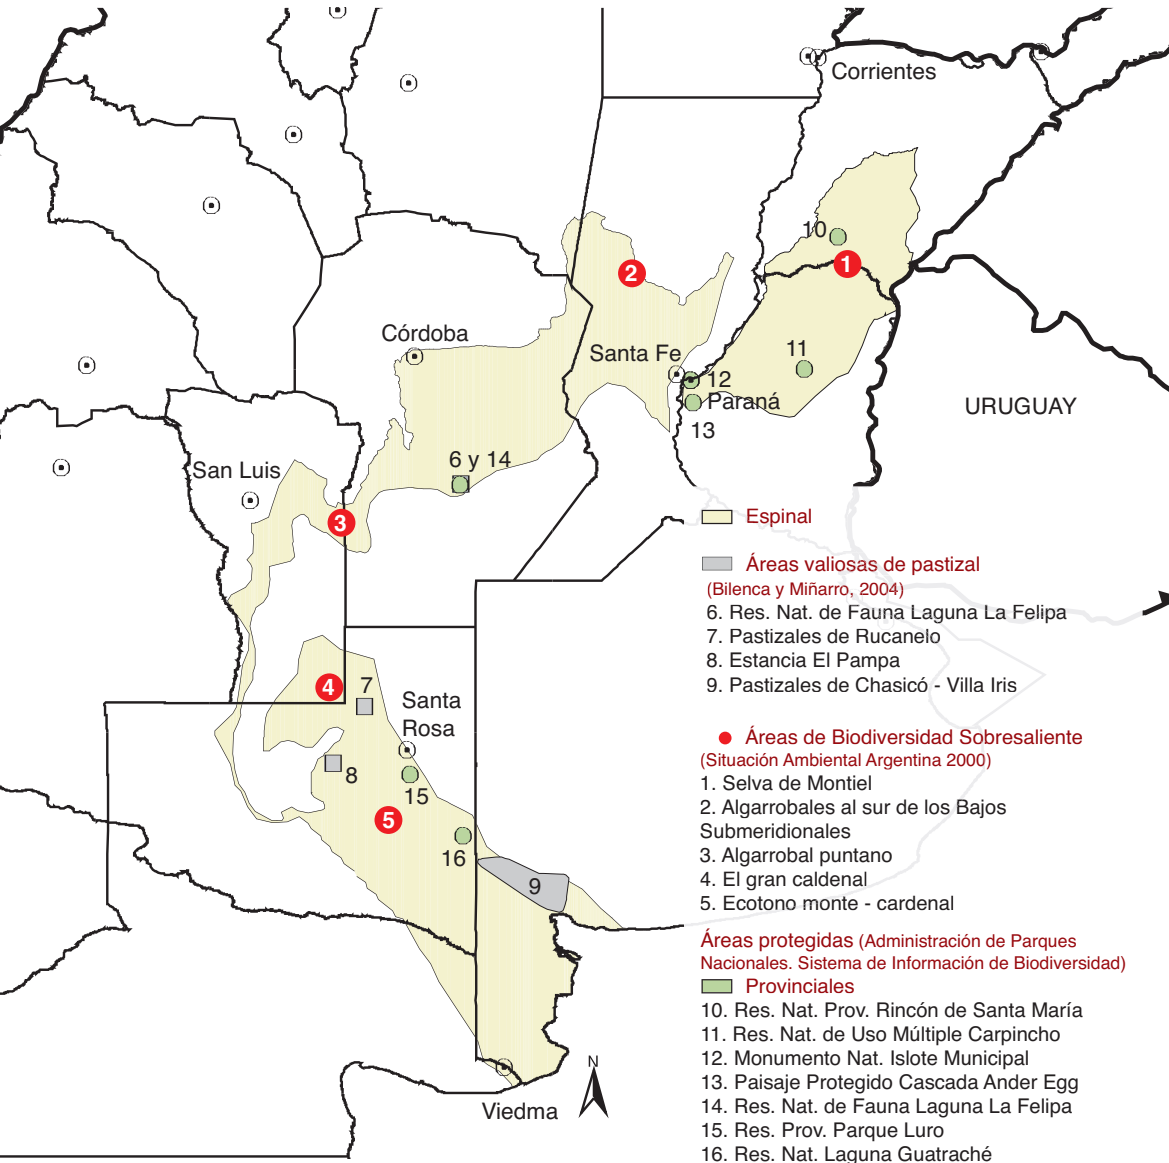 Corrientes
10
1
2
Córdoba
Santa Fe
11
12
Paraná
13
URUGUAY
San Luis
6 y 14
3
Espinal
Áreas valiosas de pastizal
(Bilenca y Miñarro, 2004)
6. Res. Nat. de Fauna Laguna La Felipa
7. Pastizales de Rucanelo
8. Estancia El Pampa
9. Pastizales de Chasicó - Villa Iris
4
7
Santa
Rosa
8
15
5
16
9
Áreas de Biodiversidad Sobresaliente
(Situación Ambiental Argentina 2000)
1. Selva de Montiel
2. Algarrobales al sur de los Bajos
Submeridionales
3. Algarrobal puntano
4. El gran caldenal
5. Ecotono monte - cardenal
Áreas protegidas (Administración de Parques
Nacionales. Sistema de Información de Biodiversidad)
Provinciales
10. Res. Nat. Prov. Rincón de Santa María
11. Res. Nat. de Uso Múltiple Carpincho
12. Monumento Nat. Islote Municipal
13. Paisaje Protegido Cascada Ander Egg
14. Res. Nat. de Fauna Laguna La Felipa
15. Res. Prov. Parque Luro
16. Res. Nat. Laguna Guatraché
N
Viedma